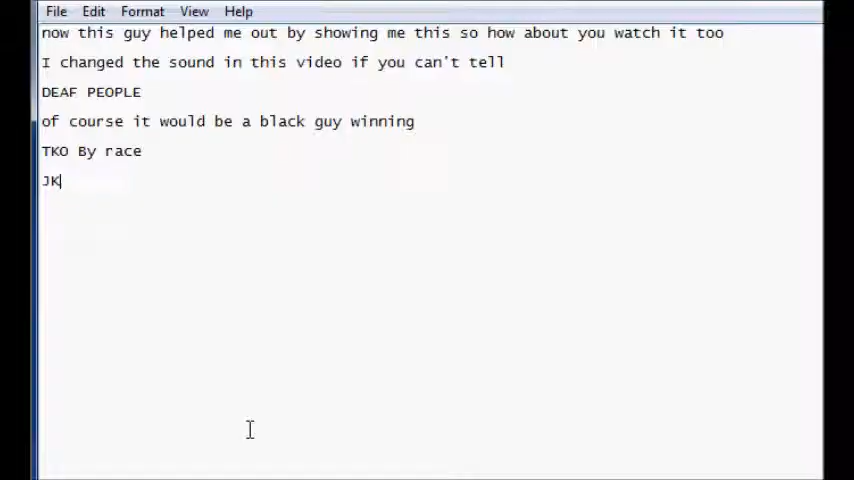 File Edit Format View Help
now this guy helped me out by showing me this so how about you watch it too
I changed the sound in this video if you can't tell
DEAF PEOPLE
of course it would be a black guy winning
TKO By race
JK